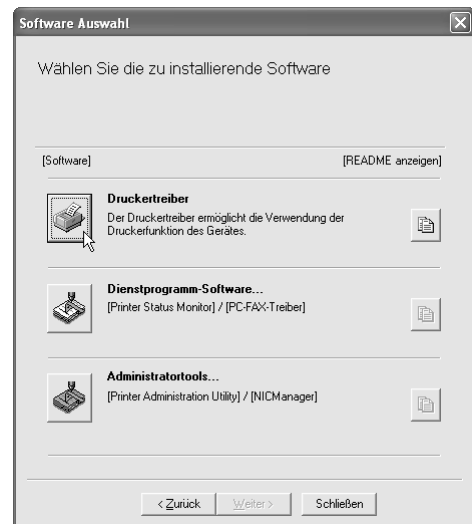 Software Auswahl
Wählen Sie die zu installierende Software
[Software] [README anzeigen]
Druckertreiber
Der Druckertreiber ermöglicht die Verwendung der
Druckerfunktion des Gerätes.
Dienstprogramm-Software...
[Printer Status Monitor] / [PC-FAX-Treiber]
Administratortools...
[Printer Administration Utility] / [NICManager]
< Zurück Weiter > Schließen